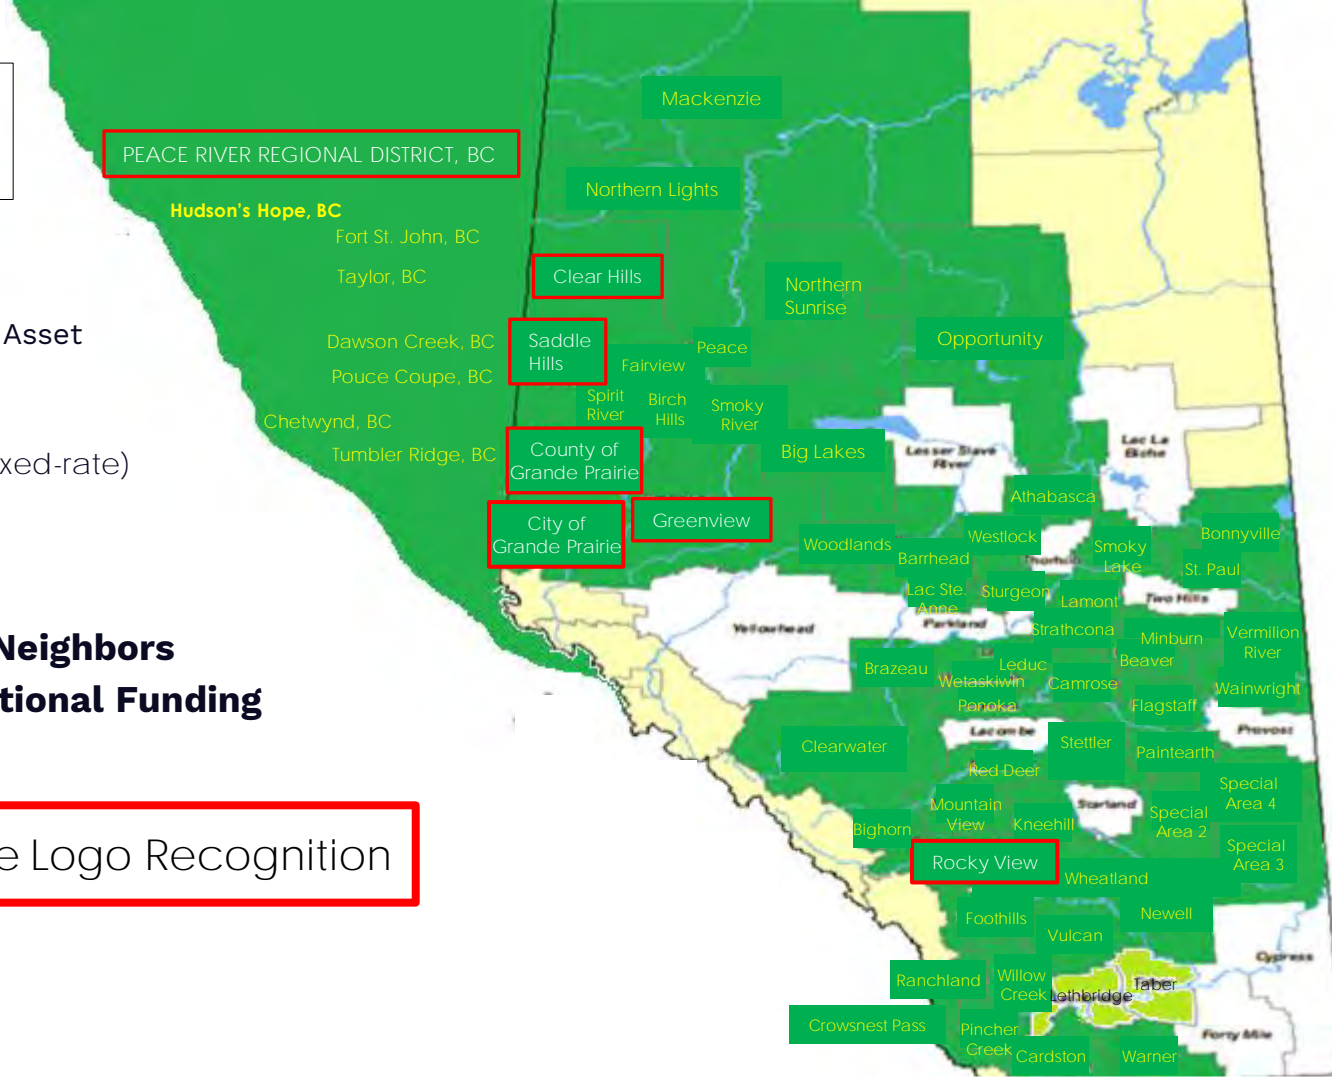 Mackenzie
PEACE RIVER REGIONAL DISTRICT, BC
Northern Lights
Hudson's Hope, BC
Fort St. John, BC
Taylor, BC
Clear Hills
Northern
Sunrise
Asset
Dawson Creek, BC
Saddle
Hills
Peace
Opportunity
Fairview
Pouce Coupe, BC
Spirit
River
Birch
Hills
Smoky
River
Chetwynd, BC
Tumbler Ridge, BC
County of
Grande Prairie
Big Lakes
Lesser Slave
River
Lac La
Biche
xed-rate)
Athabasca
City of
Grande Prairie
Greenview
Woodlands
Barrhead
Westlock
Thorhild
Smoky
Lake
Bonnyville
St. Paul
Lac Ste.
Anne
Sturgeon
Lamont
Two Hills
Yellowhead
Parkland
Strathcona
Minburn
Vermilion
River
Neighbors
Brazeau
Leduc
Beaver
Wetaskiwin
Camrose
Wainwright
tional Funding
Ponoka
Flagstaff
Clearwater
Lacombe
Stettler
Paintearth
Provost
Red Deer
Special
Area 4
Mountain
View
Starland
Special
Area 2
Bighorn
Kneehill
Special
Area 3
e Logo Recognition
Rocky View
Wheatland
Foothills
Newell
Vulcan
Cypress
Ranchland
Willow
Creek
Lethbridge
Taber
Crowsnest Pass
Pincher
Creek
Forty Mile
Cardston
Warner